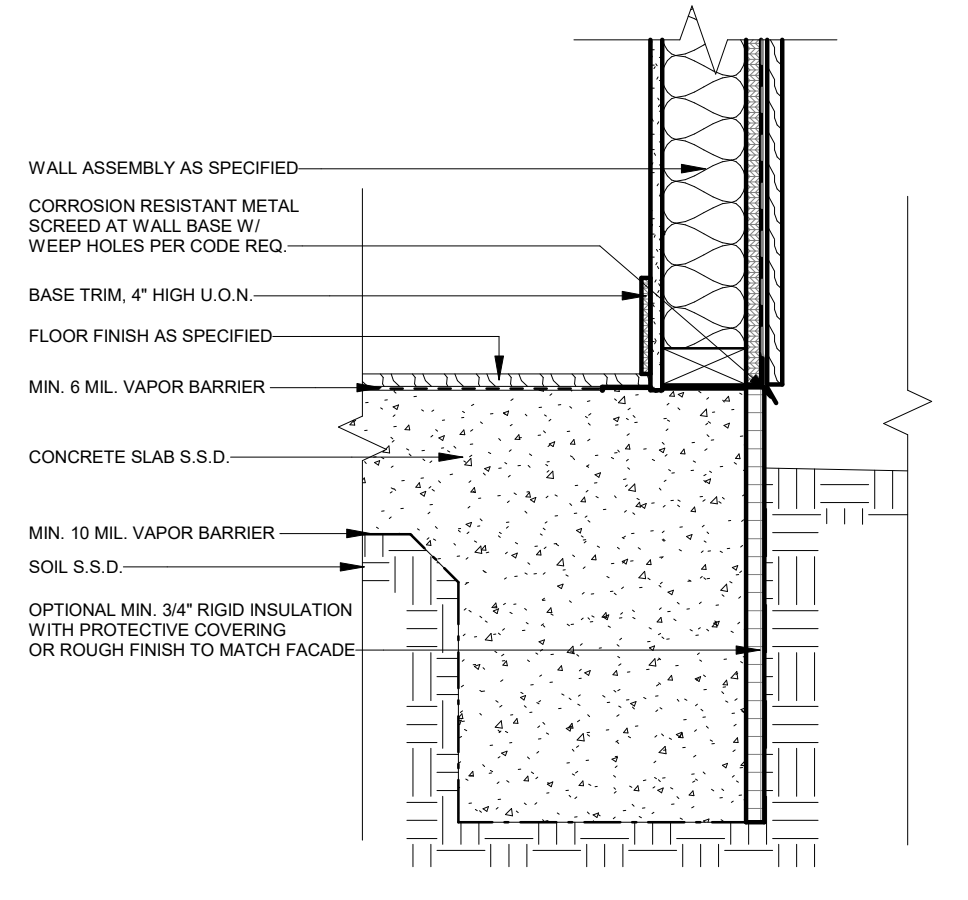 WALL ASSEMBLY AS SPECIFIED
CORROSION RESISTANT METAL
SCREED AT WALL BASE W/
WEEP HOLES PER CODE REQ.
BASE TRIM, 4" HIGH U.O.N.
FLOOR FINISH AS SPECIFIED
MIN. 6 MIL. VAPOR BARRIER
CONCRETE SLAB S.S.D.
MIN. 10 MIL. VAPOR BARRIER
SOIL S.S.D.
OPTIONAL MIN. 3/4" RIGID INSULATION
WITH PROTECTIVE COVERING
OR ROUGH FINISH TO MATCH FACADE